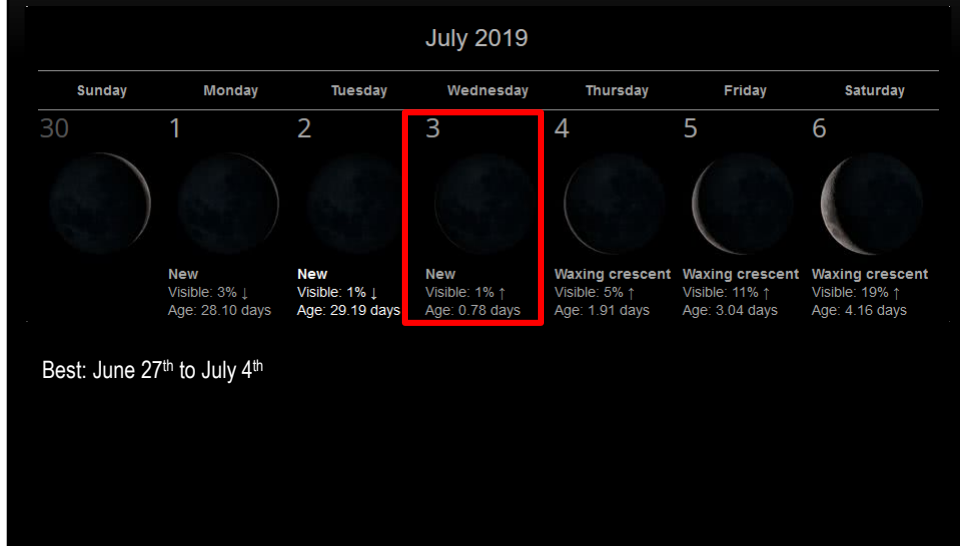 July 2019
Sunday Monday Tuesday Wednesday Thursday Friday Saturday
30 1 2 3 4 5 6
New New New Waxing crescent Waxing crescent Waxing crescent
Visible: 3% ↓ Visible: 1% ↓ Visible: 1% ↑ Visible: 5% ↑ Visible: 11% ↑ Visible: 19% ↑
Age: 28.10 days Age: 29.19 days Age: 0.78 days Age: 1.91 days Age: 3.04 days Age: 4.16 days
Best: June 27th to July 4th